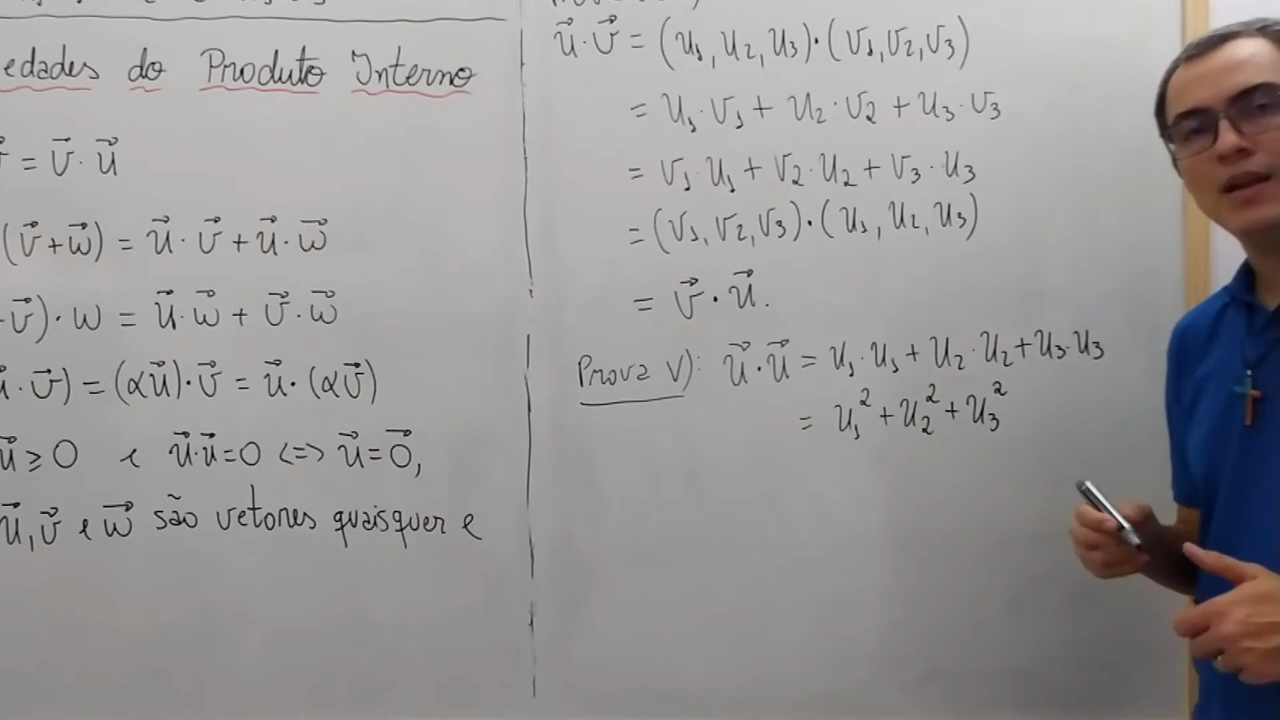 edades do Produto Interno
= v⃗ · u⃗
(v⃗ + w⃗) = u⃗ · v⃗ + u⃗ · w⃗
v⃗) · w = u⃗ · w⃗ + v⃗ · w⃗
· v⃗) = (αu⃗) · v⃗ = u⃗ · (αv⃗)
u⃗ ≥ 0 e u⃗·u⃗ = 0 <=> u⃗ = 0⃗,
u⃗, v⃗ e w⃗ são vetores quaisquer e
u⃗ · v⃗ = (u₁, u₂, u₃) · (v₁, v₂, v₃)
= u₁ · v₁ + u₂ · v₂ + u₃ · v₃
= v₁ · u₁ + v₂ · u₂ + v₃ · u₃
= (v₁, v₂, v₃) · (u₁, u₂, u₃)
= v⃗ · u⃗.
Prova V): u⃗ · u⃗ = u₁ · u₁ + u₂ · u₂ + u₃ · u₃
= u₁² + u₂² + u₃²